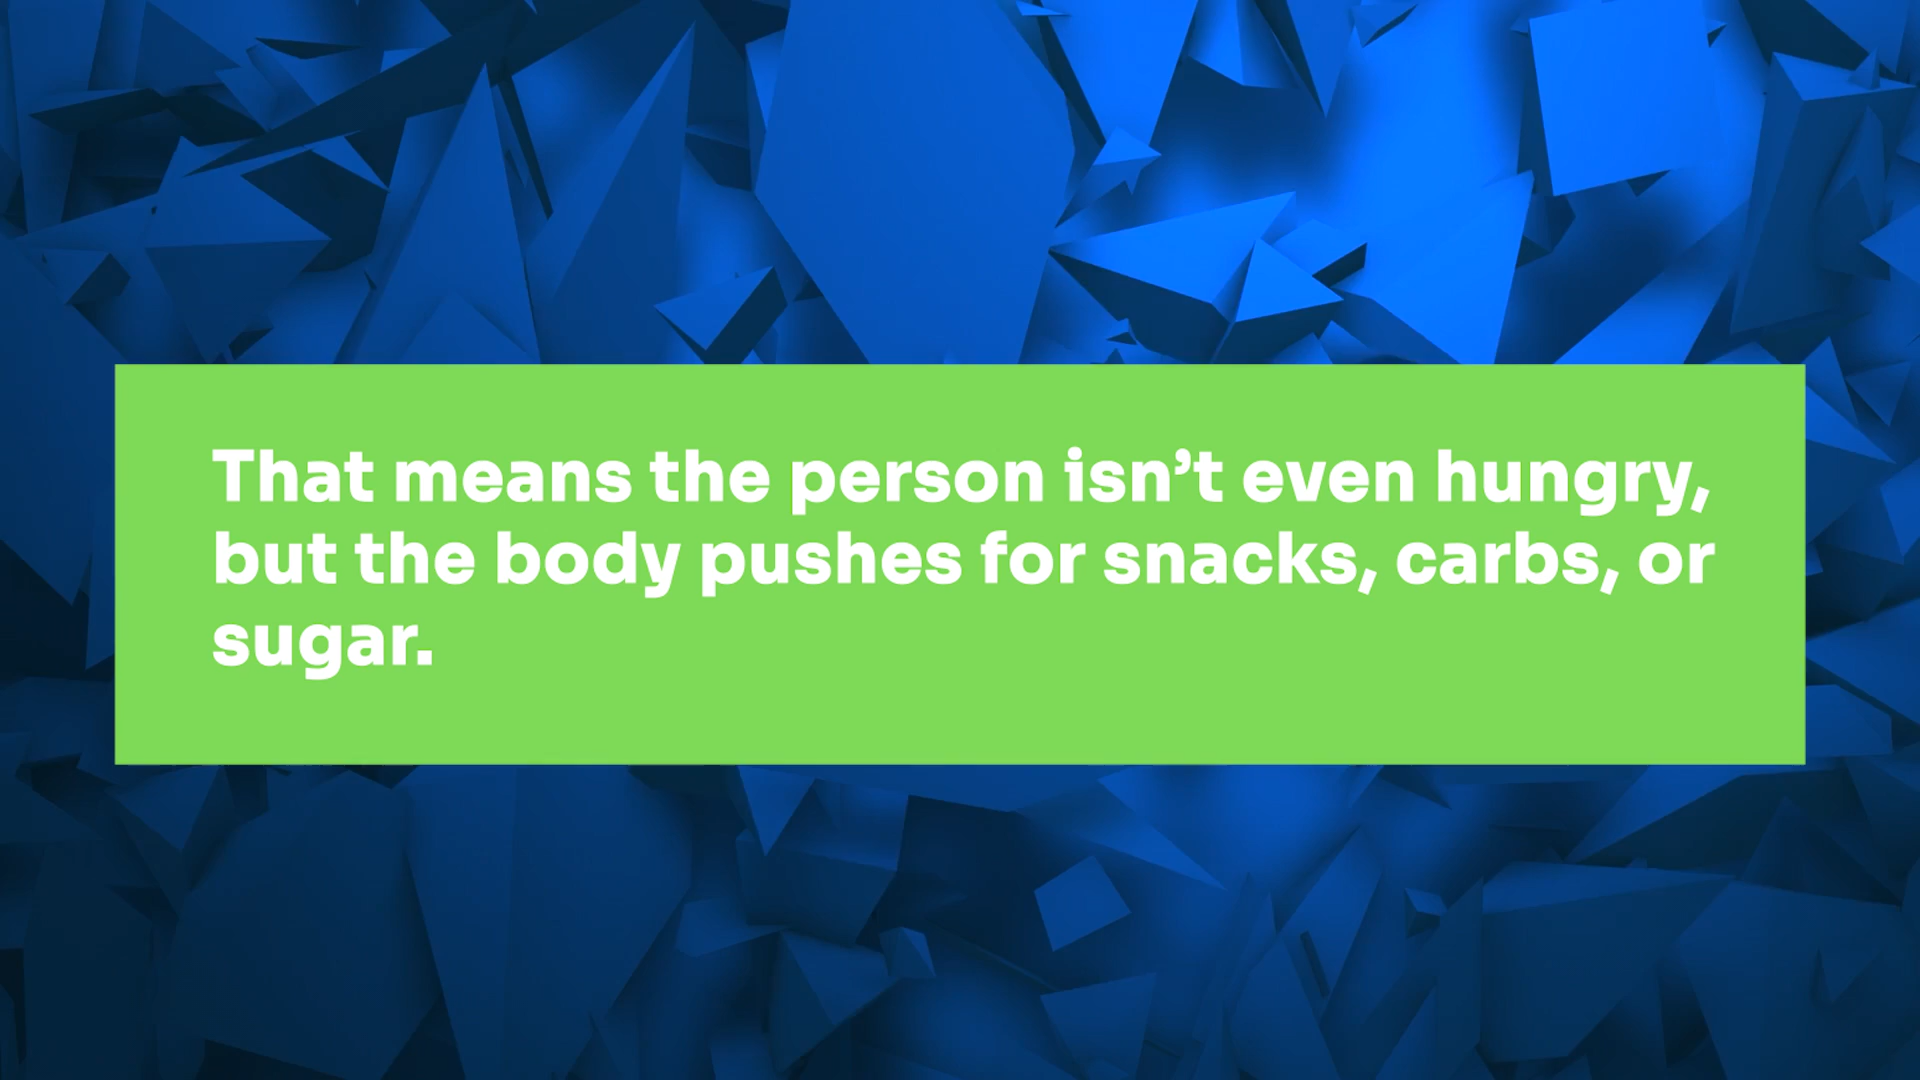 That means the person isn’t even hungry,
but the body pushes for snacks, carbs, or
sugar.